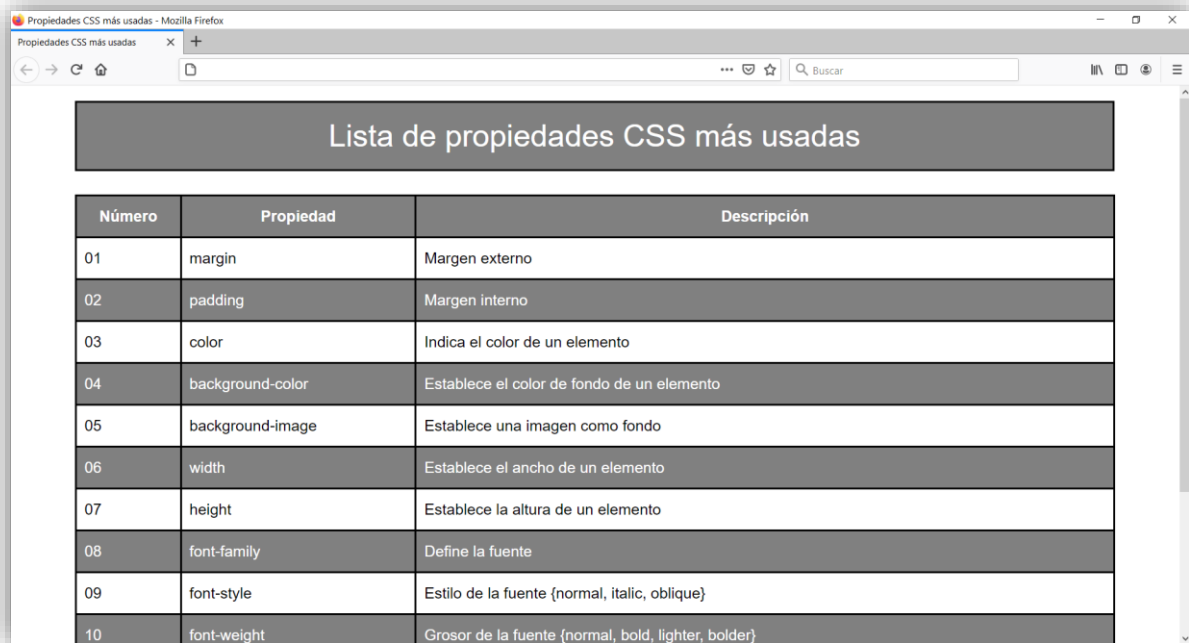 Propiedades CSS más usadas - Mozilla Firefox
Propiedades CSS más usadas
Buscar
Lista de propiedades CSS más usadas
Número Propiedad Descripción
01 margin Margen externo
02 padding Margen interno
03 color Indica el color de un elemento
04 background-color Establece el color de fondo de un elemento
05 background-image Establece una imagen como fondo
06 width Establece el ancho de un elemento
07 height Establece la altura de un elemento
08 font-family Define la fuente
09 font-style Estilo de la fuente {normal, italic, oblique}
10 font-weight Grosor de la fuente {normal, bold, lighter, bolder}